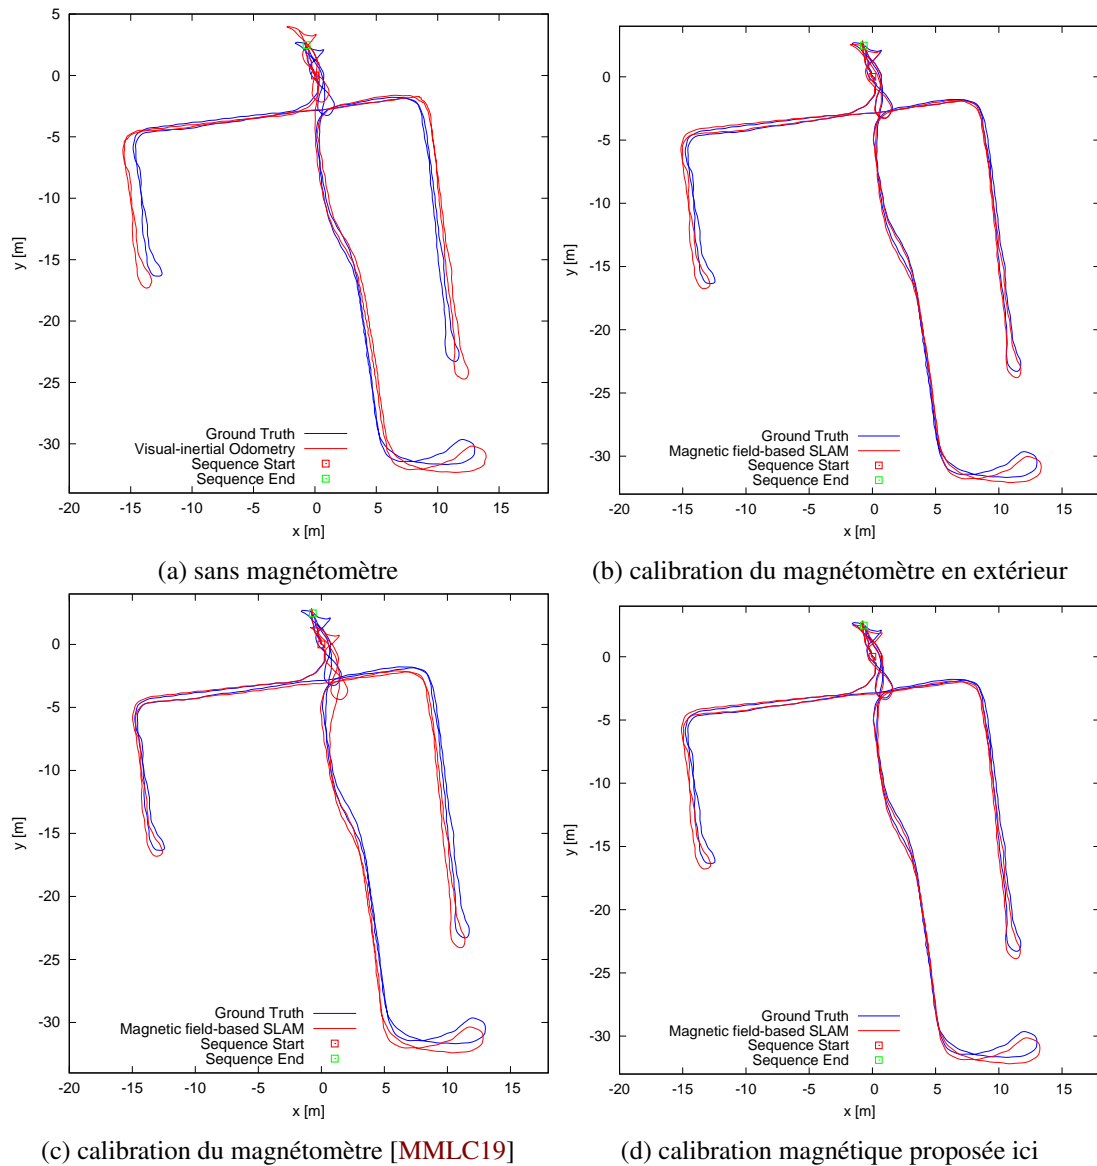 5
0
-5
-10
-15
-20
-25
-30
y [m]
-20 -15 -10 -5 0 5 10 15
x [m]
Ground Truth
Visual-inertial Odometry
Sequence Start
Sequence End
(a) sans magnétomètre
0
-5
-10
-15
-20
-25
-30
y [m]
-20 -15 -10 -5 0 5 10 15
x [m]
Ground Truth
Magnetic field-based SLAM
Sequence Start
Sequence End
(b) calibration du magnétomètre en extérieur
0
-5
-10
-15
-20
-25
-30
y [m]
-20 -15 -10 -5 0 5 10 15
x [m]
Ground Truth
Magnetic field-based SLAM
Sequence Start
Sequence End
(c) calibration du magnétomètre [MMLC19]
0
-5
-10
-15
-20
-25
-30
y [m]
-20 -15 -10 -5 0 5 10 15
x [m]
Ground Truth
Magnetic field-based SLAM
Sequence Start
Sequence End
(d) calibration magnétique proposée ici